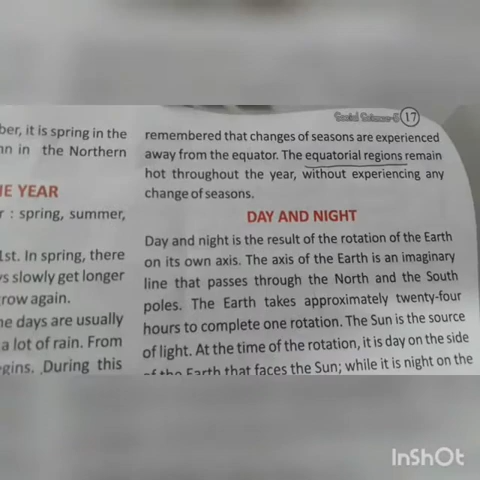 Social Science-5 17
ber, it is spring in the
nn in the Northern
IE YEAR
r : spring, summer,
1st. In spring, there
s slowly get longer
row again.
he days are usually
a lot of rain. From
gins. During this
remembered that changes of seasons are experienced
away from the equator. The equatorial regions remain
hot throughout the year, without experiencing any
change of seasons.
DAY AND NIGHT
Day and night is the result of the rotation of the Earth
on its own axis. The axis of the Earth is an imaginary
line that passes through the North and the South
poles. The Earth takes approximately twenty-four
hours to complete one rotation. The Sun is the source
of light. At the time of the rotation, it is day on the side
of the Earth that faces the Sun; while it is night on the
InShOt